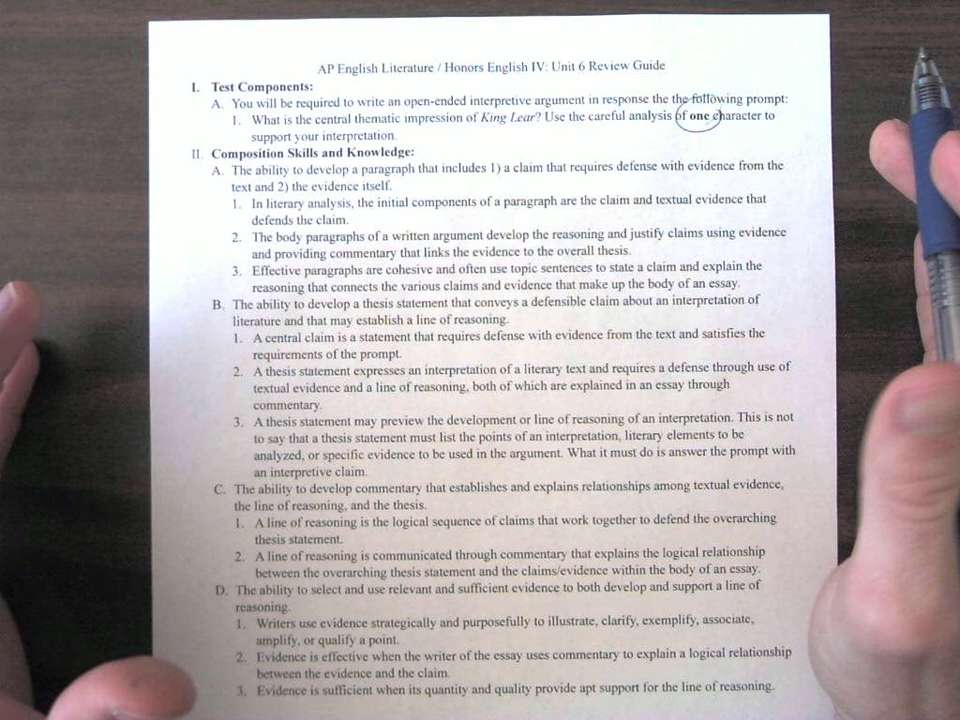 AP English Literature / Honors English IV: Unit 6 Review Guide
I. Test Components:
A. You will be required to write an open-ended interpretive argument in response the the following prompt:
1. What is the central thematic impression of King Lear? Use the careful analysis of one character to
support your interpretation.
II. Composition Skills and Knowledge:
A. The ability to develop a paragraph that includes 1) a claim that requires defense with evidence from the
text and 2) the evidence itself.
1. In literary analysis, the initial components of a paragraph are the claim and textual evidence that
defends the claim.
2. The body paragraphs of a written argument develop the reasoning and justify claims using evidence
and providing commentary that links the evidence to the overall thesis.
3. Effective paragraphs are cohesive and often use topic sentences to state a claim and explain the
reasoning that connects the various claims and evidence that make up the body of an essay.
B. The ability to develop a thesis statement that conveys a defensible claim about an interpretation of
literature and that may establish a line of reasoning.
1. A central claim is a statement that requires defense with evidence from the text and satisfies the
requirements of the prompt.
2. A thesis statement expresses an interpretation of a literary text and requires a defense through use of
textual evidence and a line of reasoning, both of which are explained in an essay through
commentary.
3. A thesis statement may preview the development or line of reasoning of an interpretation. This is not
to say that a thesis statement must list the points of an interpretation, literary elements to be
analyzed, or specific evidence to be used in the argument. What it must do is answer the prompt with
an interpretive claim.
C. The ability to develop commentary that establishes and explains relationships among textual evidence,
the line of reasoning, and the thesis.
1. A line of reasoning is the logical sequence of claims that work together to defend the overarching
thesis statement.
2. A line of reasoning is communicated through commentary that explains the logical relationship
between the overarching thesis statement and the claims/evidence within the body of an essay.
D. The ability to select and use relevant and sufficient evidence to both develop and support a line of
reasoning.
1. Writers use evidence strategically and purposefully to illustrate, clarify, exemplify, associate,
amplify, or qualify a point.
2. Evidence is effective when the writer of the essay uses commentary to explain a logical relationship
between the evidence and the claim.
3. Evidence is sufficient when its quantity and quality provide apt support for the line of reasoning.